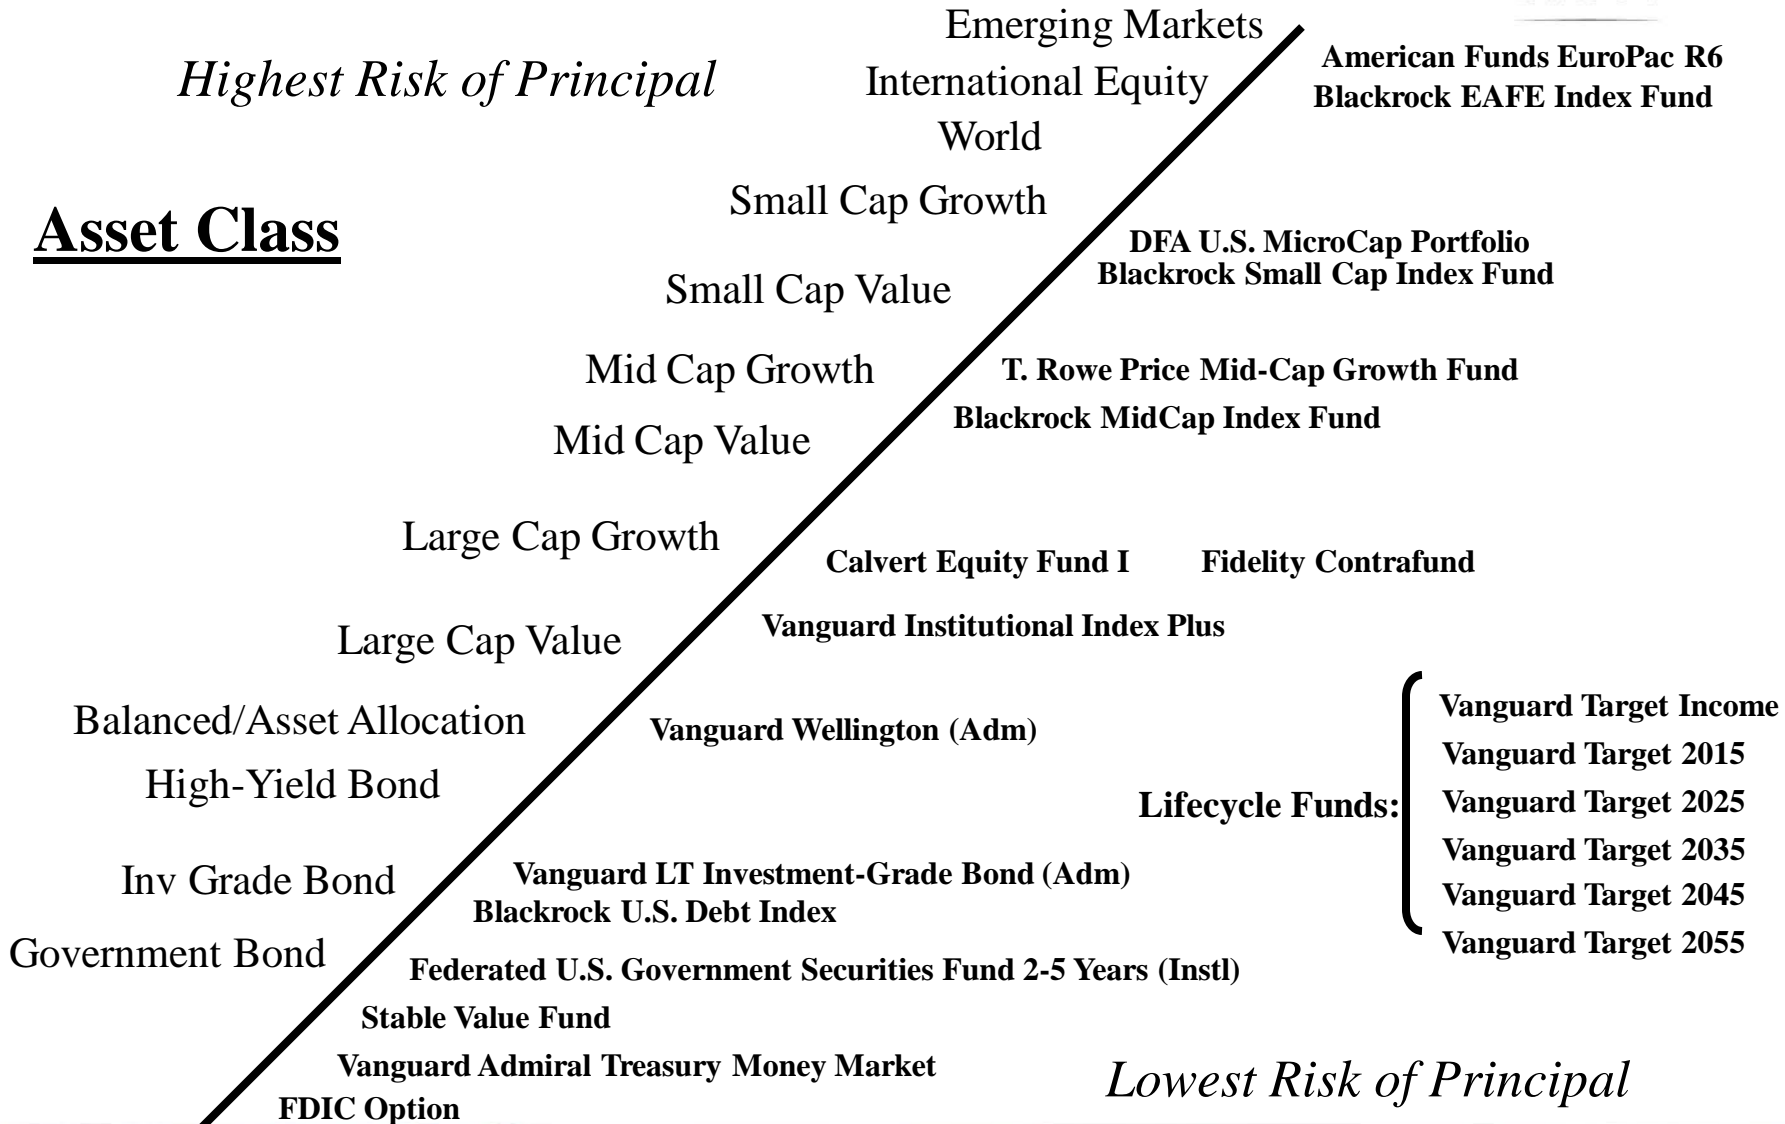 Emerging Markets
American Funds EuroPac R6
Highest Risk of Principal
International Equity
Blackrock EAFE Index Fund
World
Small Cap Growth
Asset Class
DFA U.S. MicroCap Portfolio
Blackrock Small Cap Index Fund
Small Cap Value
Mid Cap Growth
T. Rowe Price Mid-Cap Growth Fund
Blackrock MidCap Index Fund
Mid Cap Value
Large Cap Growth
Calvert Equity Fund I
Fidelity Contrafund
Vanguard Institutional Index Plus
Large Cap Value
Balanced/Asset Allocation
Vanguard Wellington (Adm)
High-Yield Bond
Lifecycle Funds:
Vanguard Target Income
Vanguard Target 2015
Vanguard Target 2025
Vanguard Target 2035
Vanguard Target 2045
Vanguard Target 2055
Inv Grade Bond
Vanguard LT Investment-Grade Bond (Adm)
Blackrock U.S. Debt Index
Government Bond
Federated U.S. Government Securities Fund 2-5 Years (Instl)
Stable Value Fund
Vanguard Admiral Treasury Money Market
Lowest Risk of Principal
FDIC Option